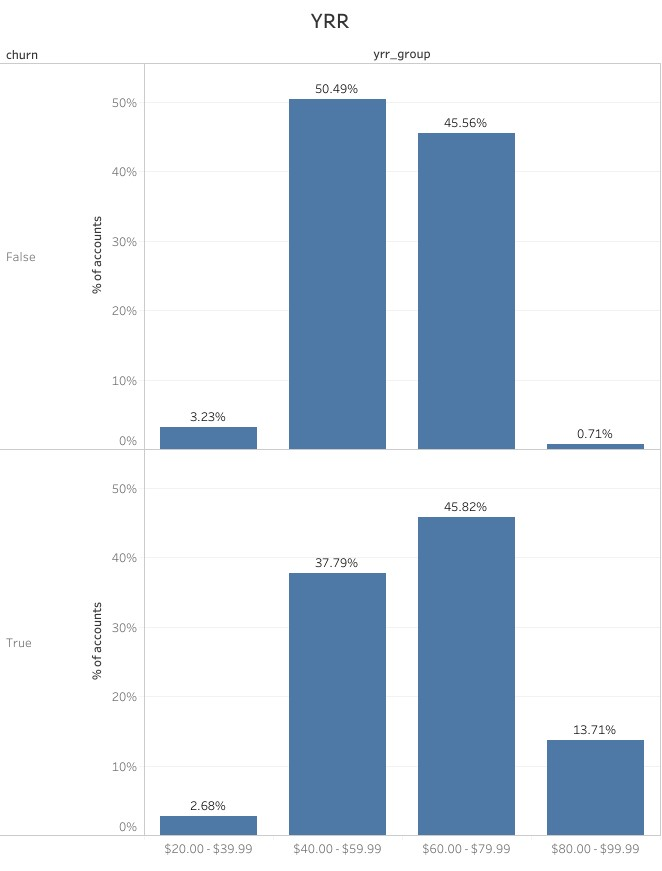 YRR
churn yrr_group
50.49%
50%
45.56%
40%
30%
False
% of accounts
20%
10%
3.23%
0.71%
0%
50%
45.82%
40%
37.79%
30%
True
% of accounts
20%
13.71%
10%
2.68%
0%
$20.00 - $39.99 $40.00 - $59.99 $60.00 - $79.99 $80.00 - $99.99